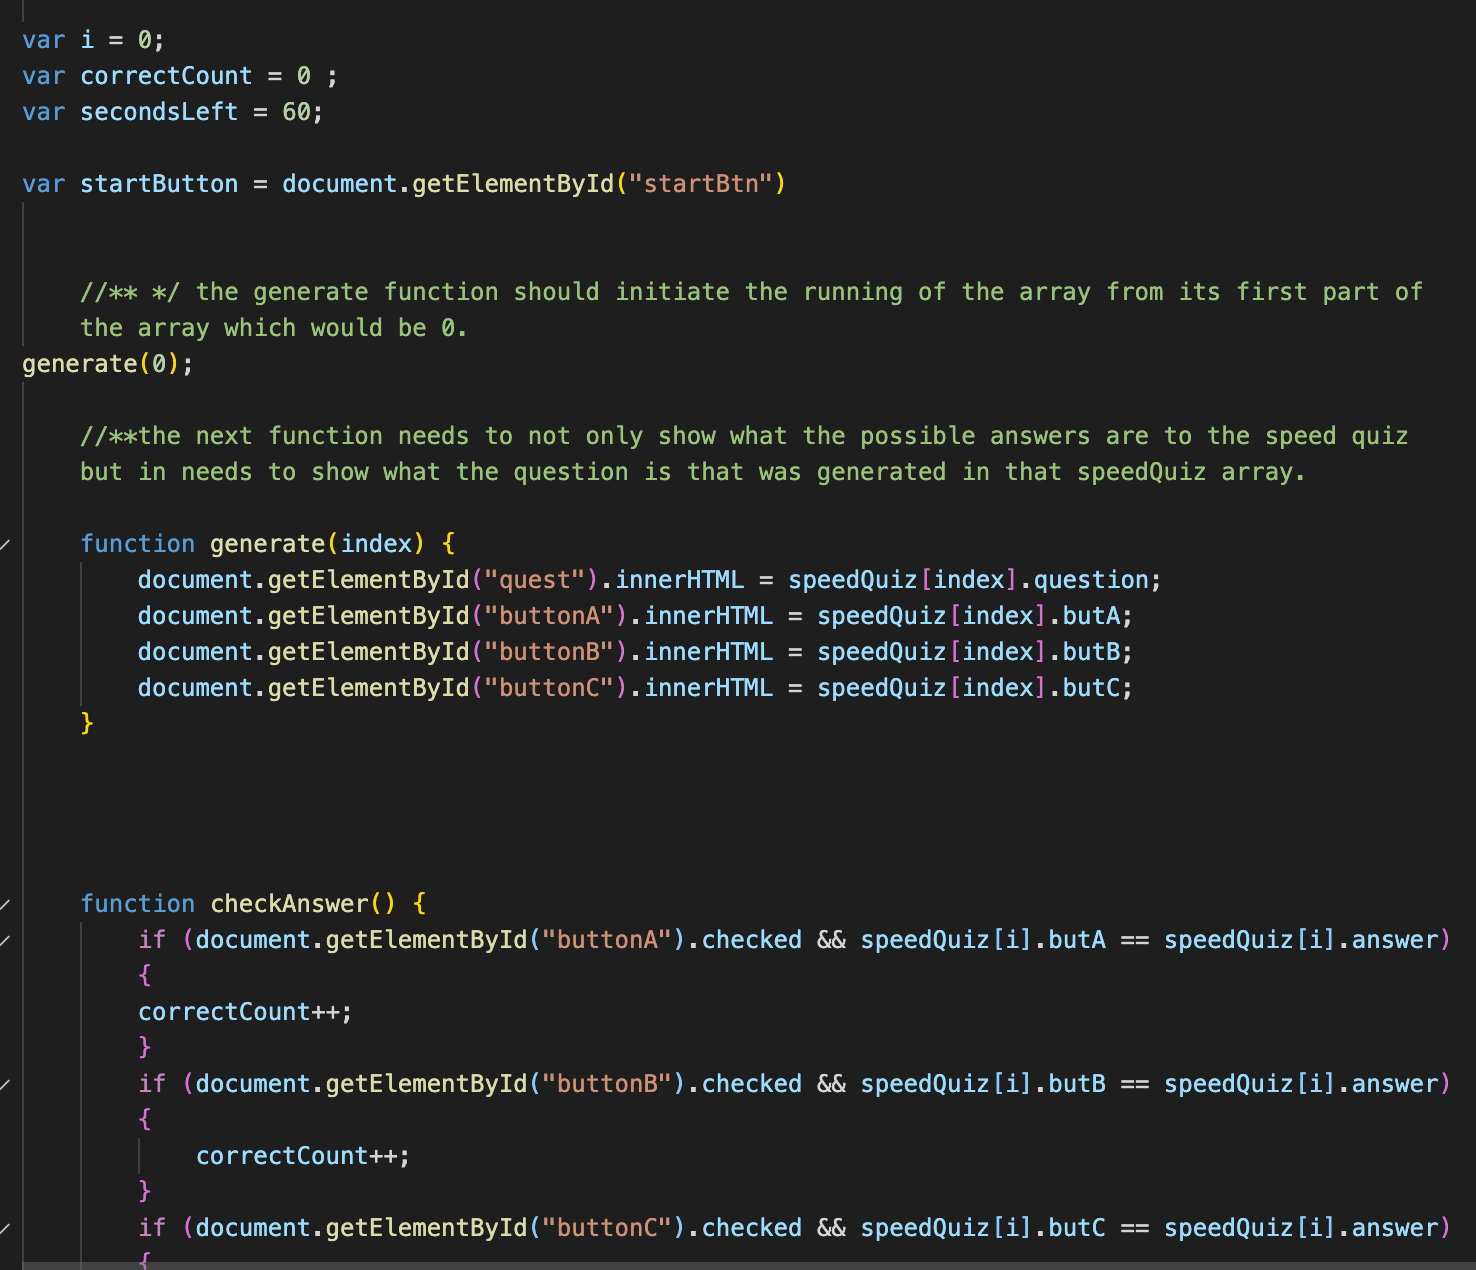 var i = 0;
var correctCount = 0 ;
var secondsLeft = 60;
var startButton = document.getElementById("startBtn")
//** */ the generate function should initiate the running of the array from its first part of
the array which would be 0.
generate(0);
//**the next function needs to not only show what the possible answers are to the speed quiz
but in needs to show what the question is that was generated in that speedQuiz array.
function generate(index) {
document.getElementById("quest").innerHTML = speedQuiz[index].question;
document.getElementById("buttonA").innerHTML = speedQuiz[index].butA;
document.getElementById("buttonB").innerHTML = speedQuiz[index].butB;
document.getElementById("buttonC").innerHTML = speedQuiz[index].butC;
}
function checkAnswer() {
if (document.getElementById("buttonA").checked && speedQuiz[i].butA == speedQuiz[i].answer)
{
correctCount++;
}
if (document.getElementById("buttonB").checked && speedQuiz[i].butB == speedQuiz[i].answer)
{
correctCount++;
}
if (document.getElementById("buttonC").checked && speedQuiz[i].butC == speedQuiz[i].answer)
{